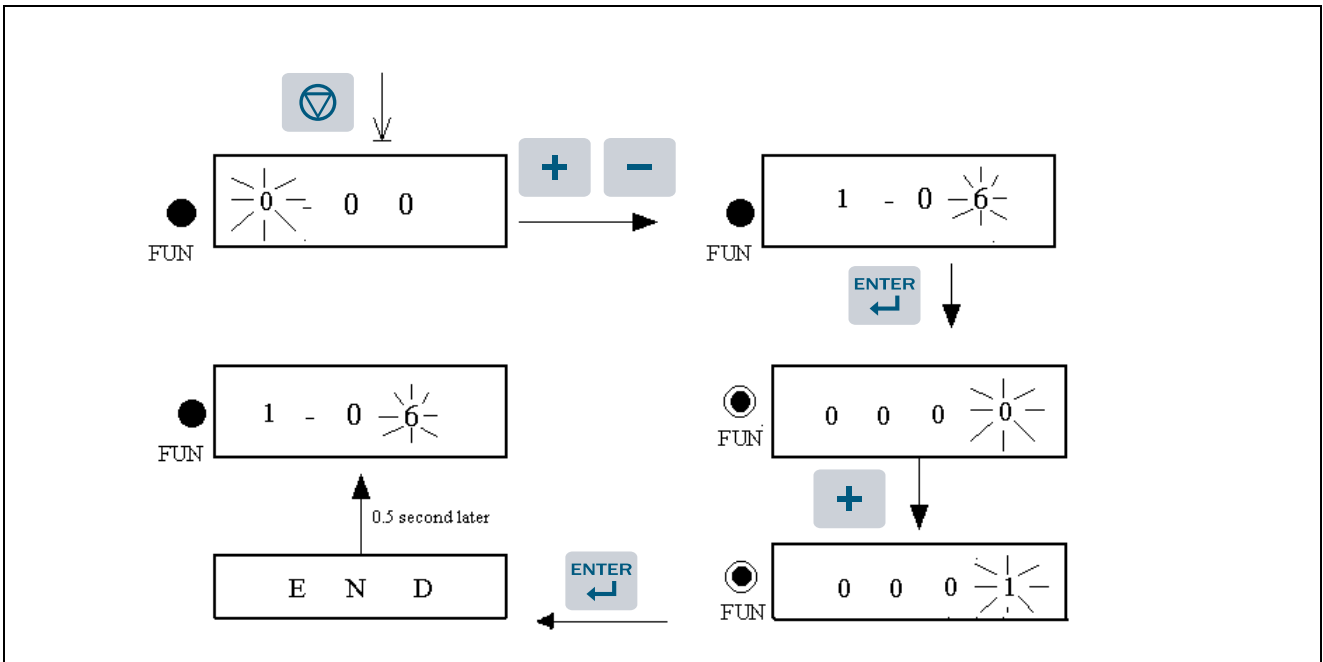 0 - 0 0
FUN
+ -
1 - 0 6
FUN
ENTER
0 0 0 0
FUN
+
0 0 0 1
FUN
ENTER
E N D
0.5 second later
1 - 0 6
FUN